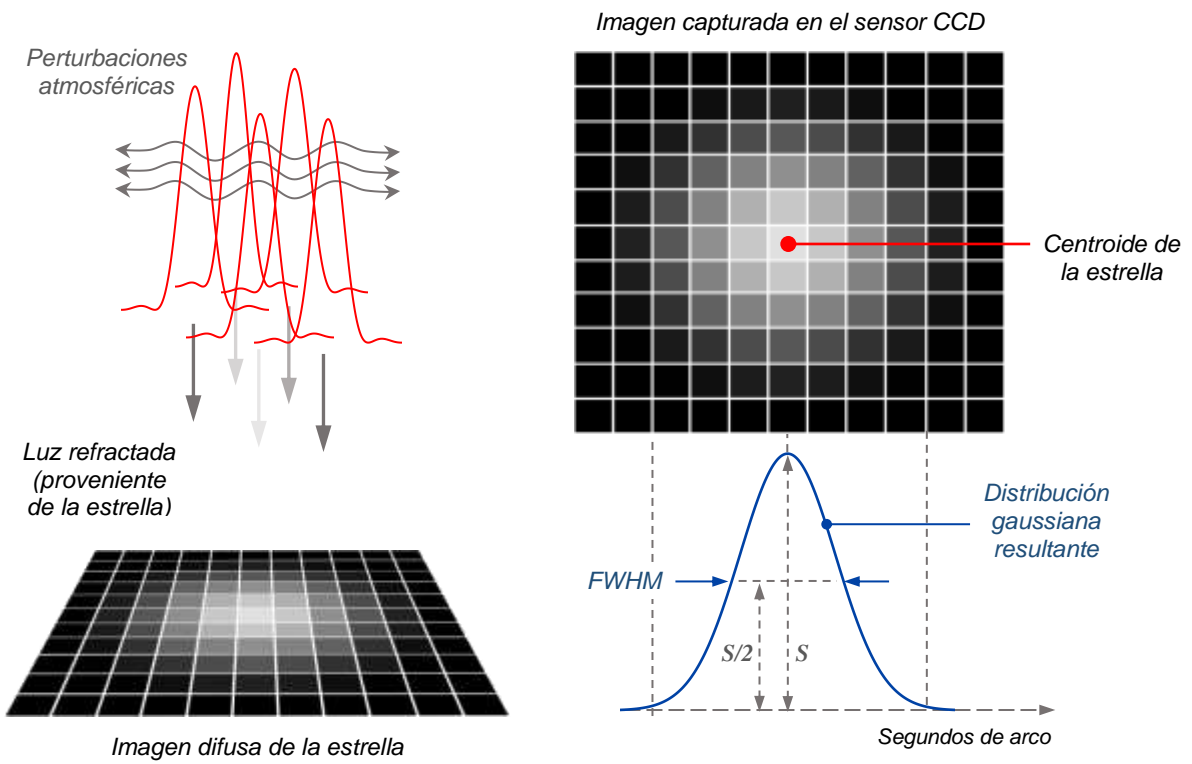 Perturbaciones
atmosféricas
Luz refractada
(proveniente
de la estrella)
Imagen difusa de la estrella
Imagen capturada en el sensor CCD
Centroide de
la estrella
Distribución
gaussiana
resultante
FWHM
S/2
S
Segundos de arco